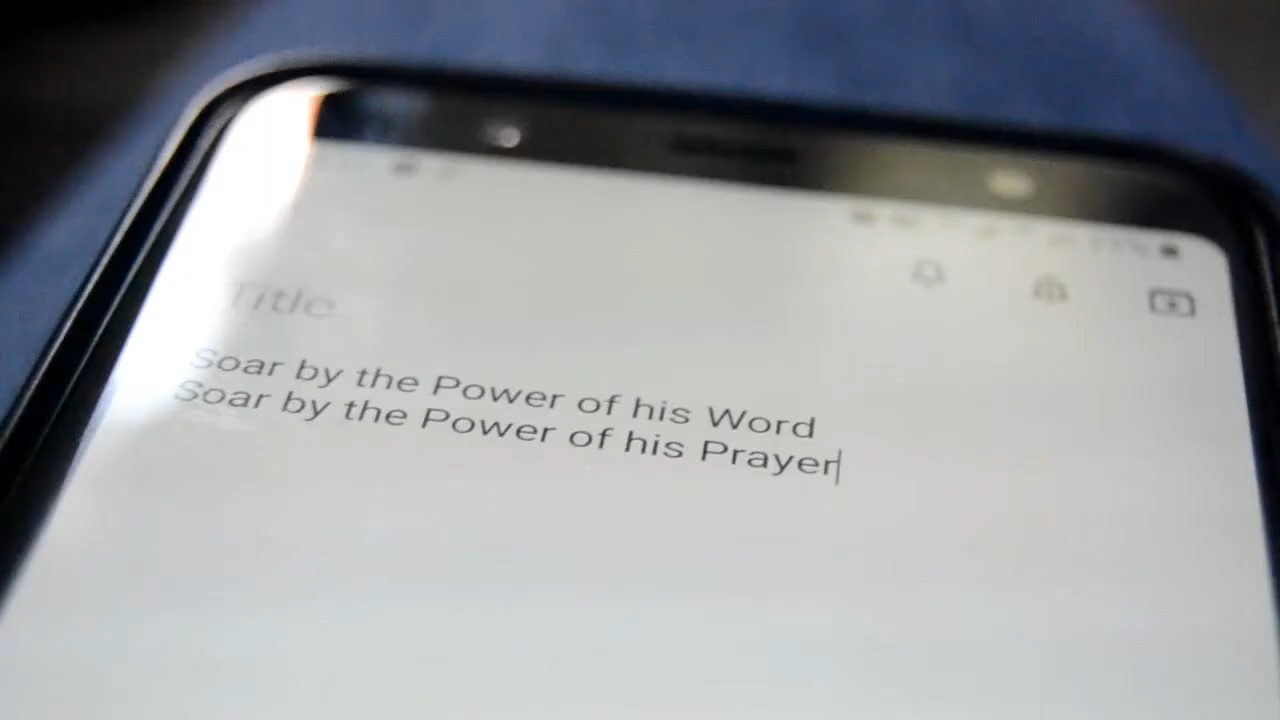 Title
Soar by the Power of his Word
Soar by the Power of his Prayer